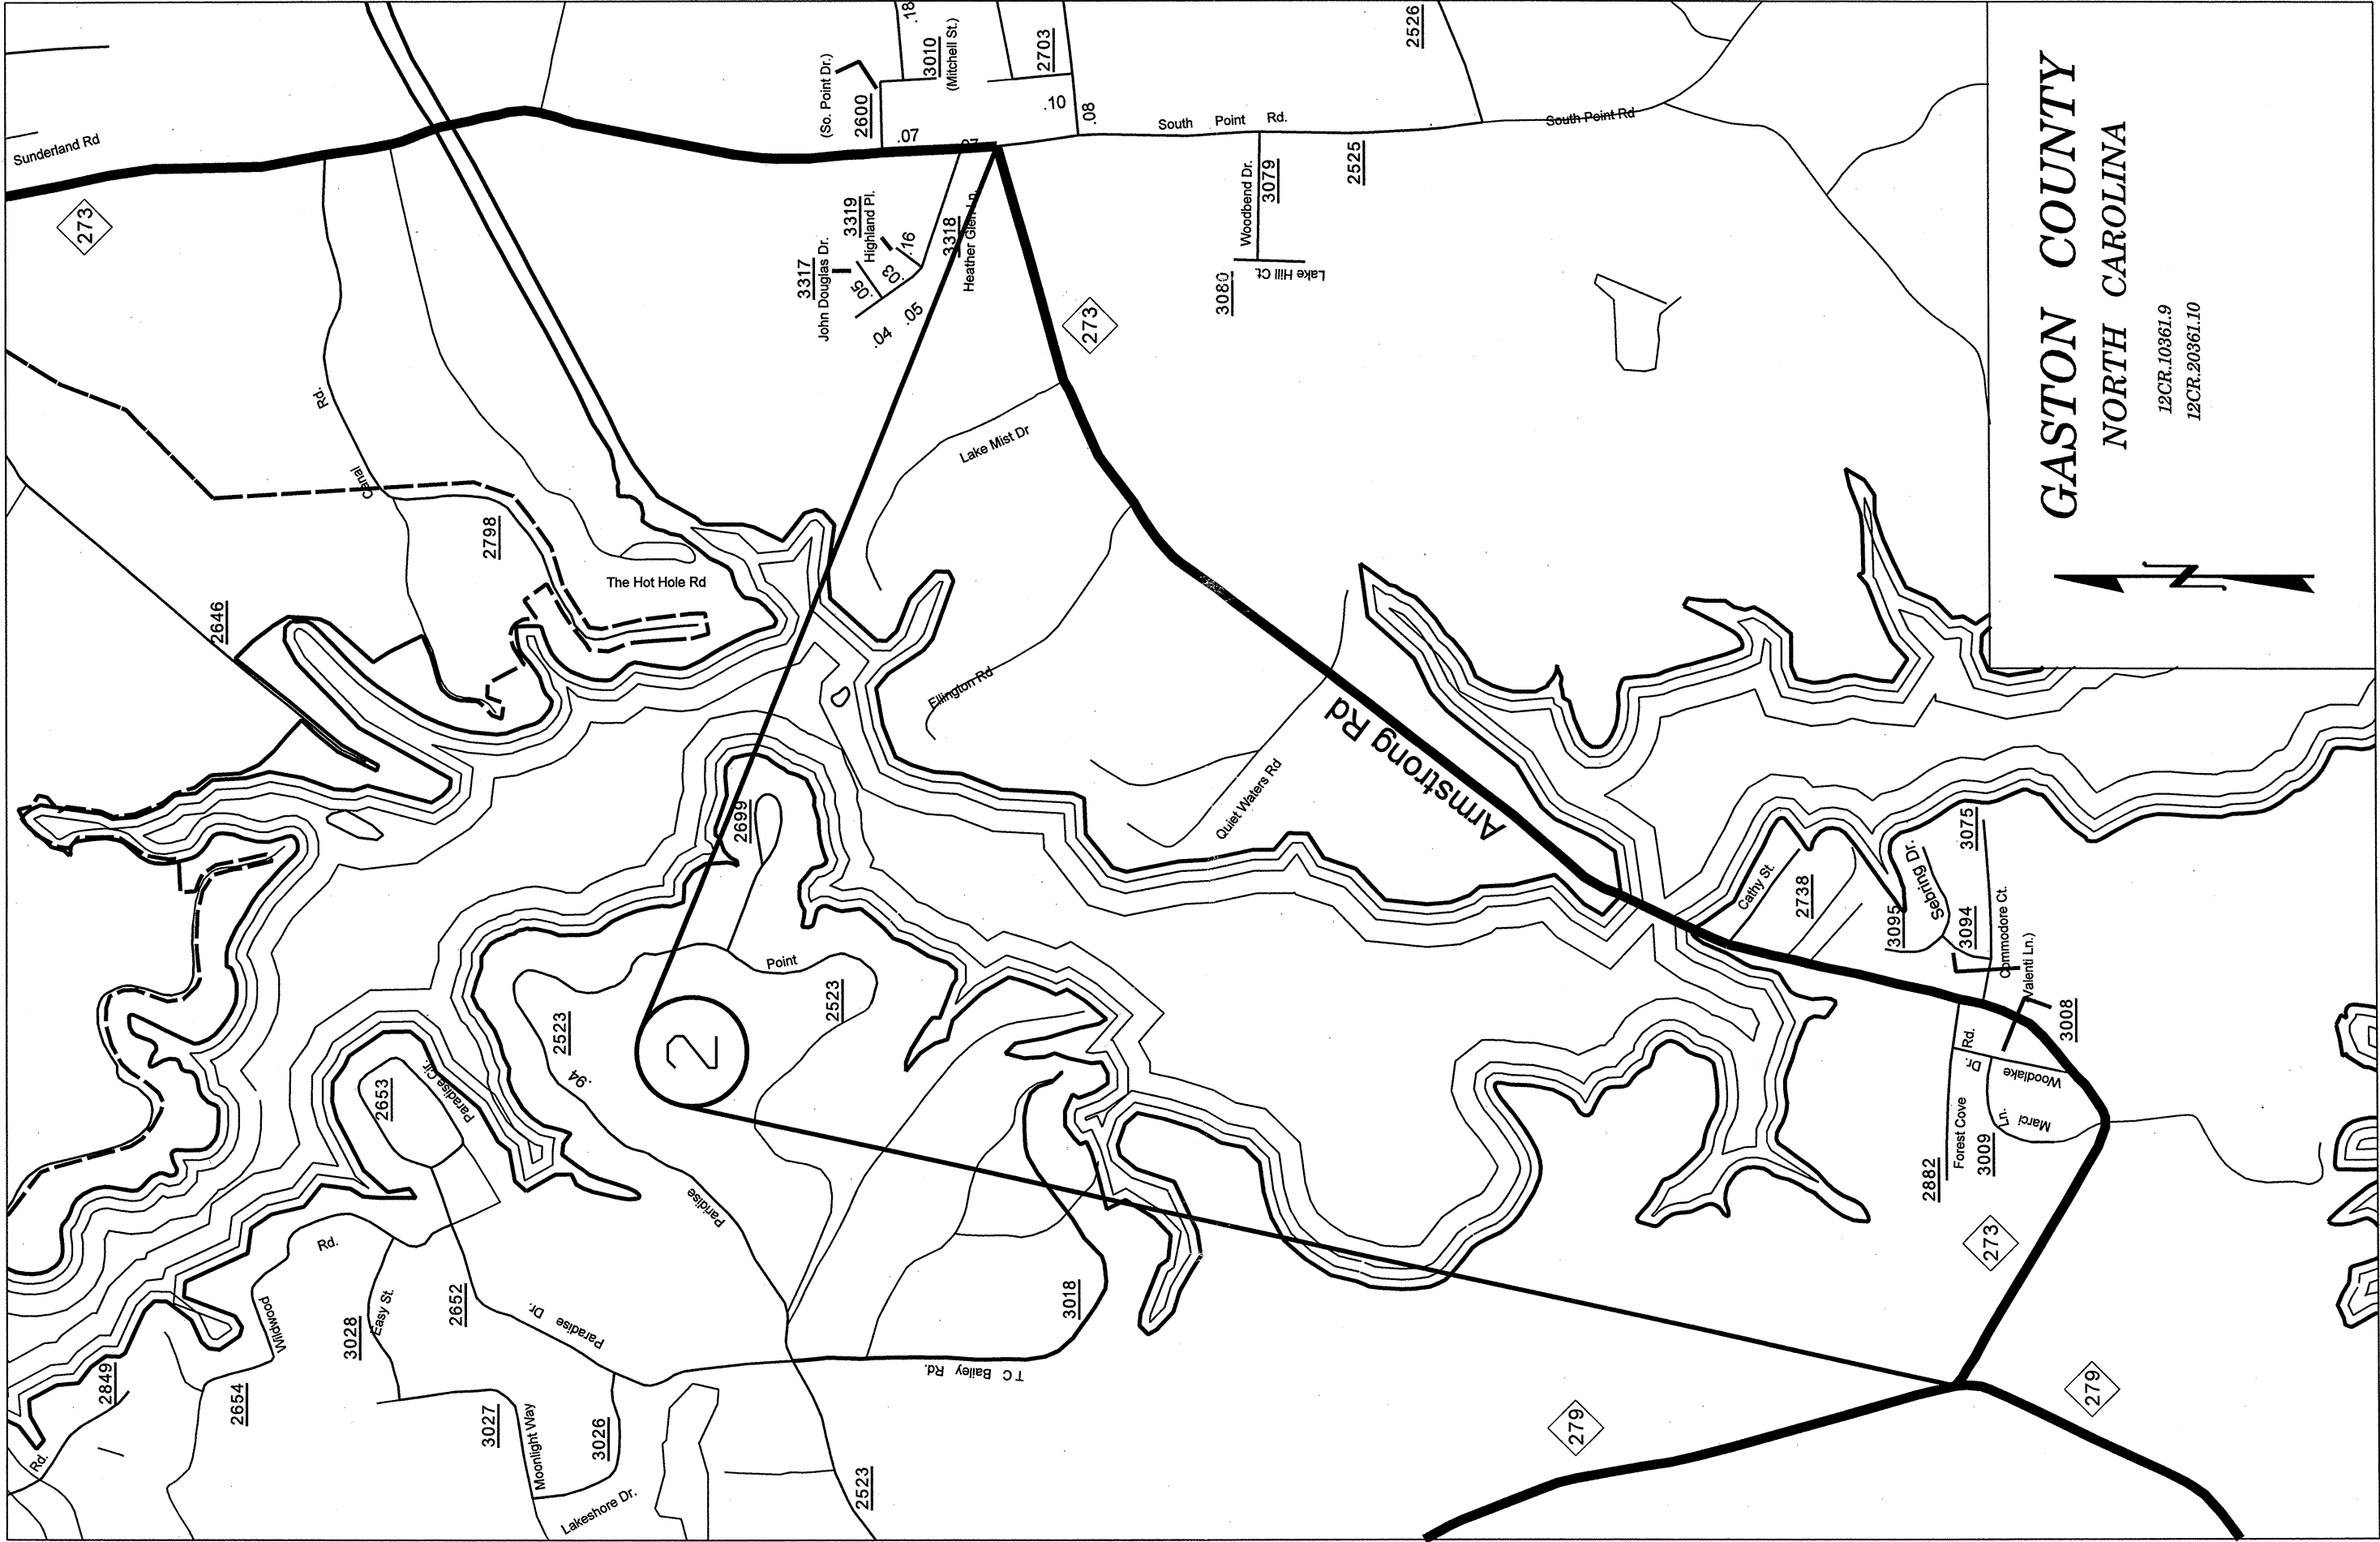 GASTON COUNTY
NORTH CAROLINA
12CR.10361.9
12CR.20361.10
N
Sunderland Rd
273
(So. Point Dr.)
2600
.18
3010
(Mitchell St.)
2703
.10
.08
.07
.07
2526
South Point Rd.
South Point Rd
2525
Woodbend Dr.
3079
3080
Lake Hill Ct.
3317
John Douglas Dr.
3319
Highland Pl.
.16
.03
.05
.05
.04
3318
Heather Glen Ln.
273
Lake Mist Dr
Canal Rd.
2798
The Hot Hole Rd
2646
Ellington Rd
Quiet Waters Rd
Armstrong Rd
2699
Point
2523
2523
.94
2
2653
Paradise Cir.
Paridise
Cathy St.
2738
Sebring Dr.
3095
3094
3075
Commodore Ct.
Valenti Ln.)
3008
Woodlake Dr.
Forest Cove Rd.
Marci Ln.
3009
2882
273
3018
T C Bailey Rd.
Paradise Dr.
2652
Easy St.
3028
Wildwood Rd.
2654
2849
Rd.
3027
Moonlight Way
3026
Lakeshore Dr.
2523
279
279